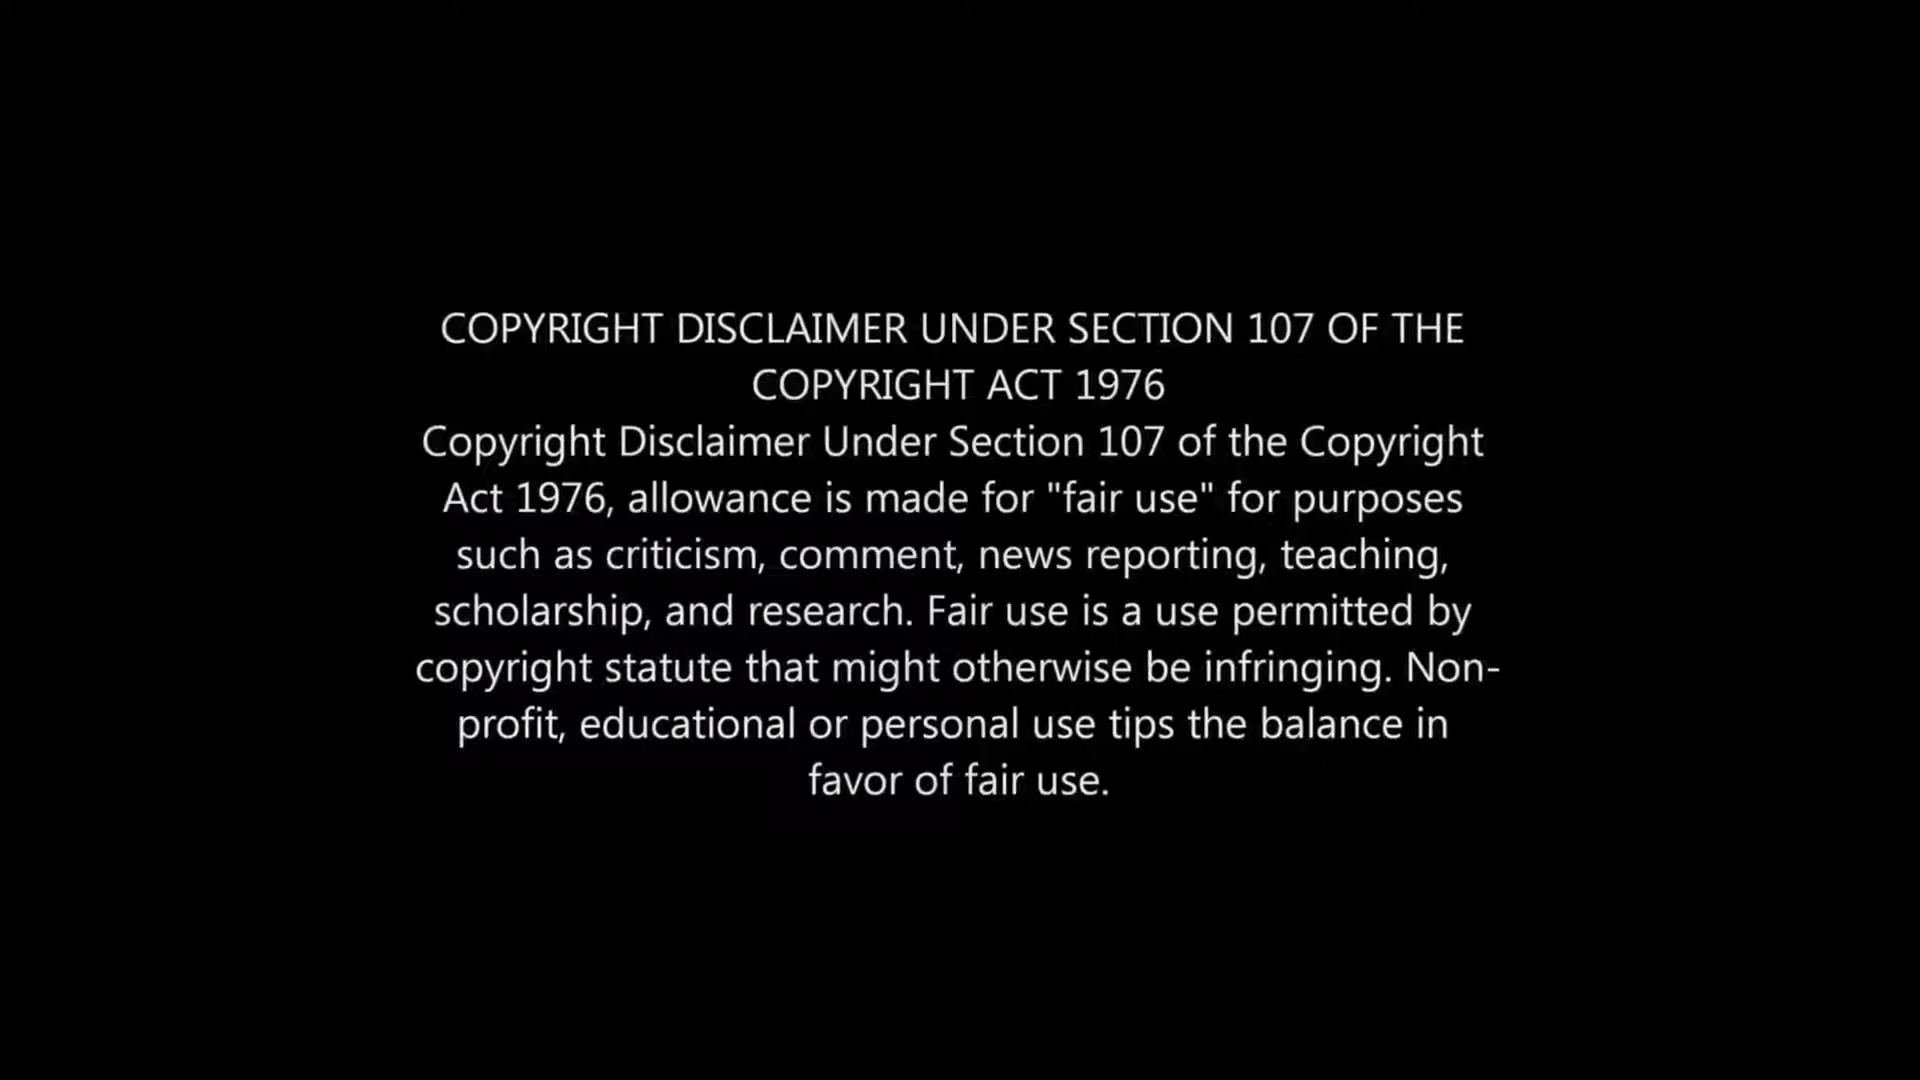 COPYRIGHT DISCLAIMER UNDER SECTION 107 OF THE
COPYRIGHT ACT 1976
Copyright Disclaimer Under Section 107 of the Copyright
Act 1976, allowance is made for "fair use" for purposes
such as criticism, comment, news reporting, teaching,
scholarship, and research. Fair use is a use permitted by
copyright statute that might otherwise be infringing. Non-
profit, educational or personal use tips the balance in
favor of fair use.